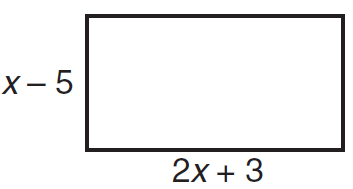 x – 5
2x + 3